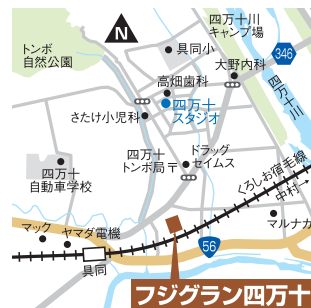 四万十川
キャンプ場
トンボ
自然公園
N
具同小
346
大野内科
高畑歯科
四万十川
四万十
スタジオ
さたけ小児科
四万十
トンボ局〒
ドラッグ
セイムス
四万十
自動車学校
くろしお宿毛線
中村→
マルナカ
マック
ヤマダ電機
56
具同
フジグラン四万十